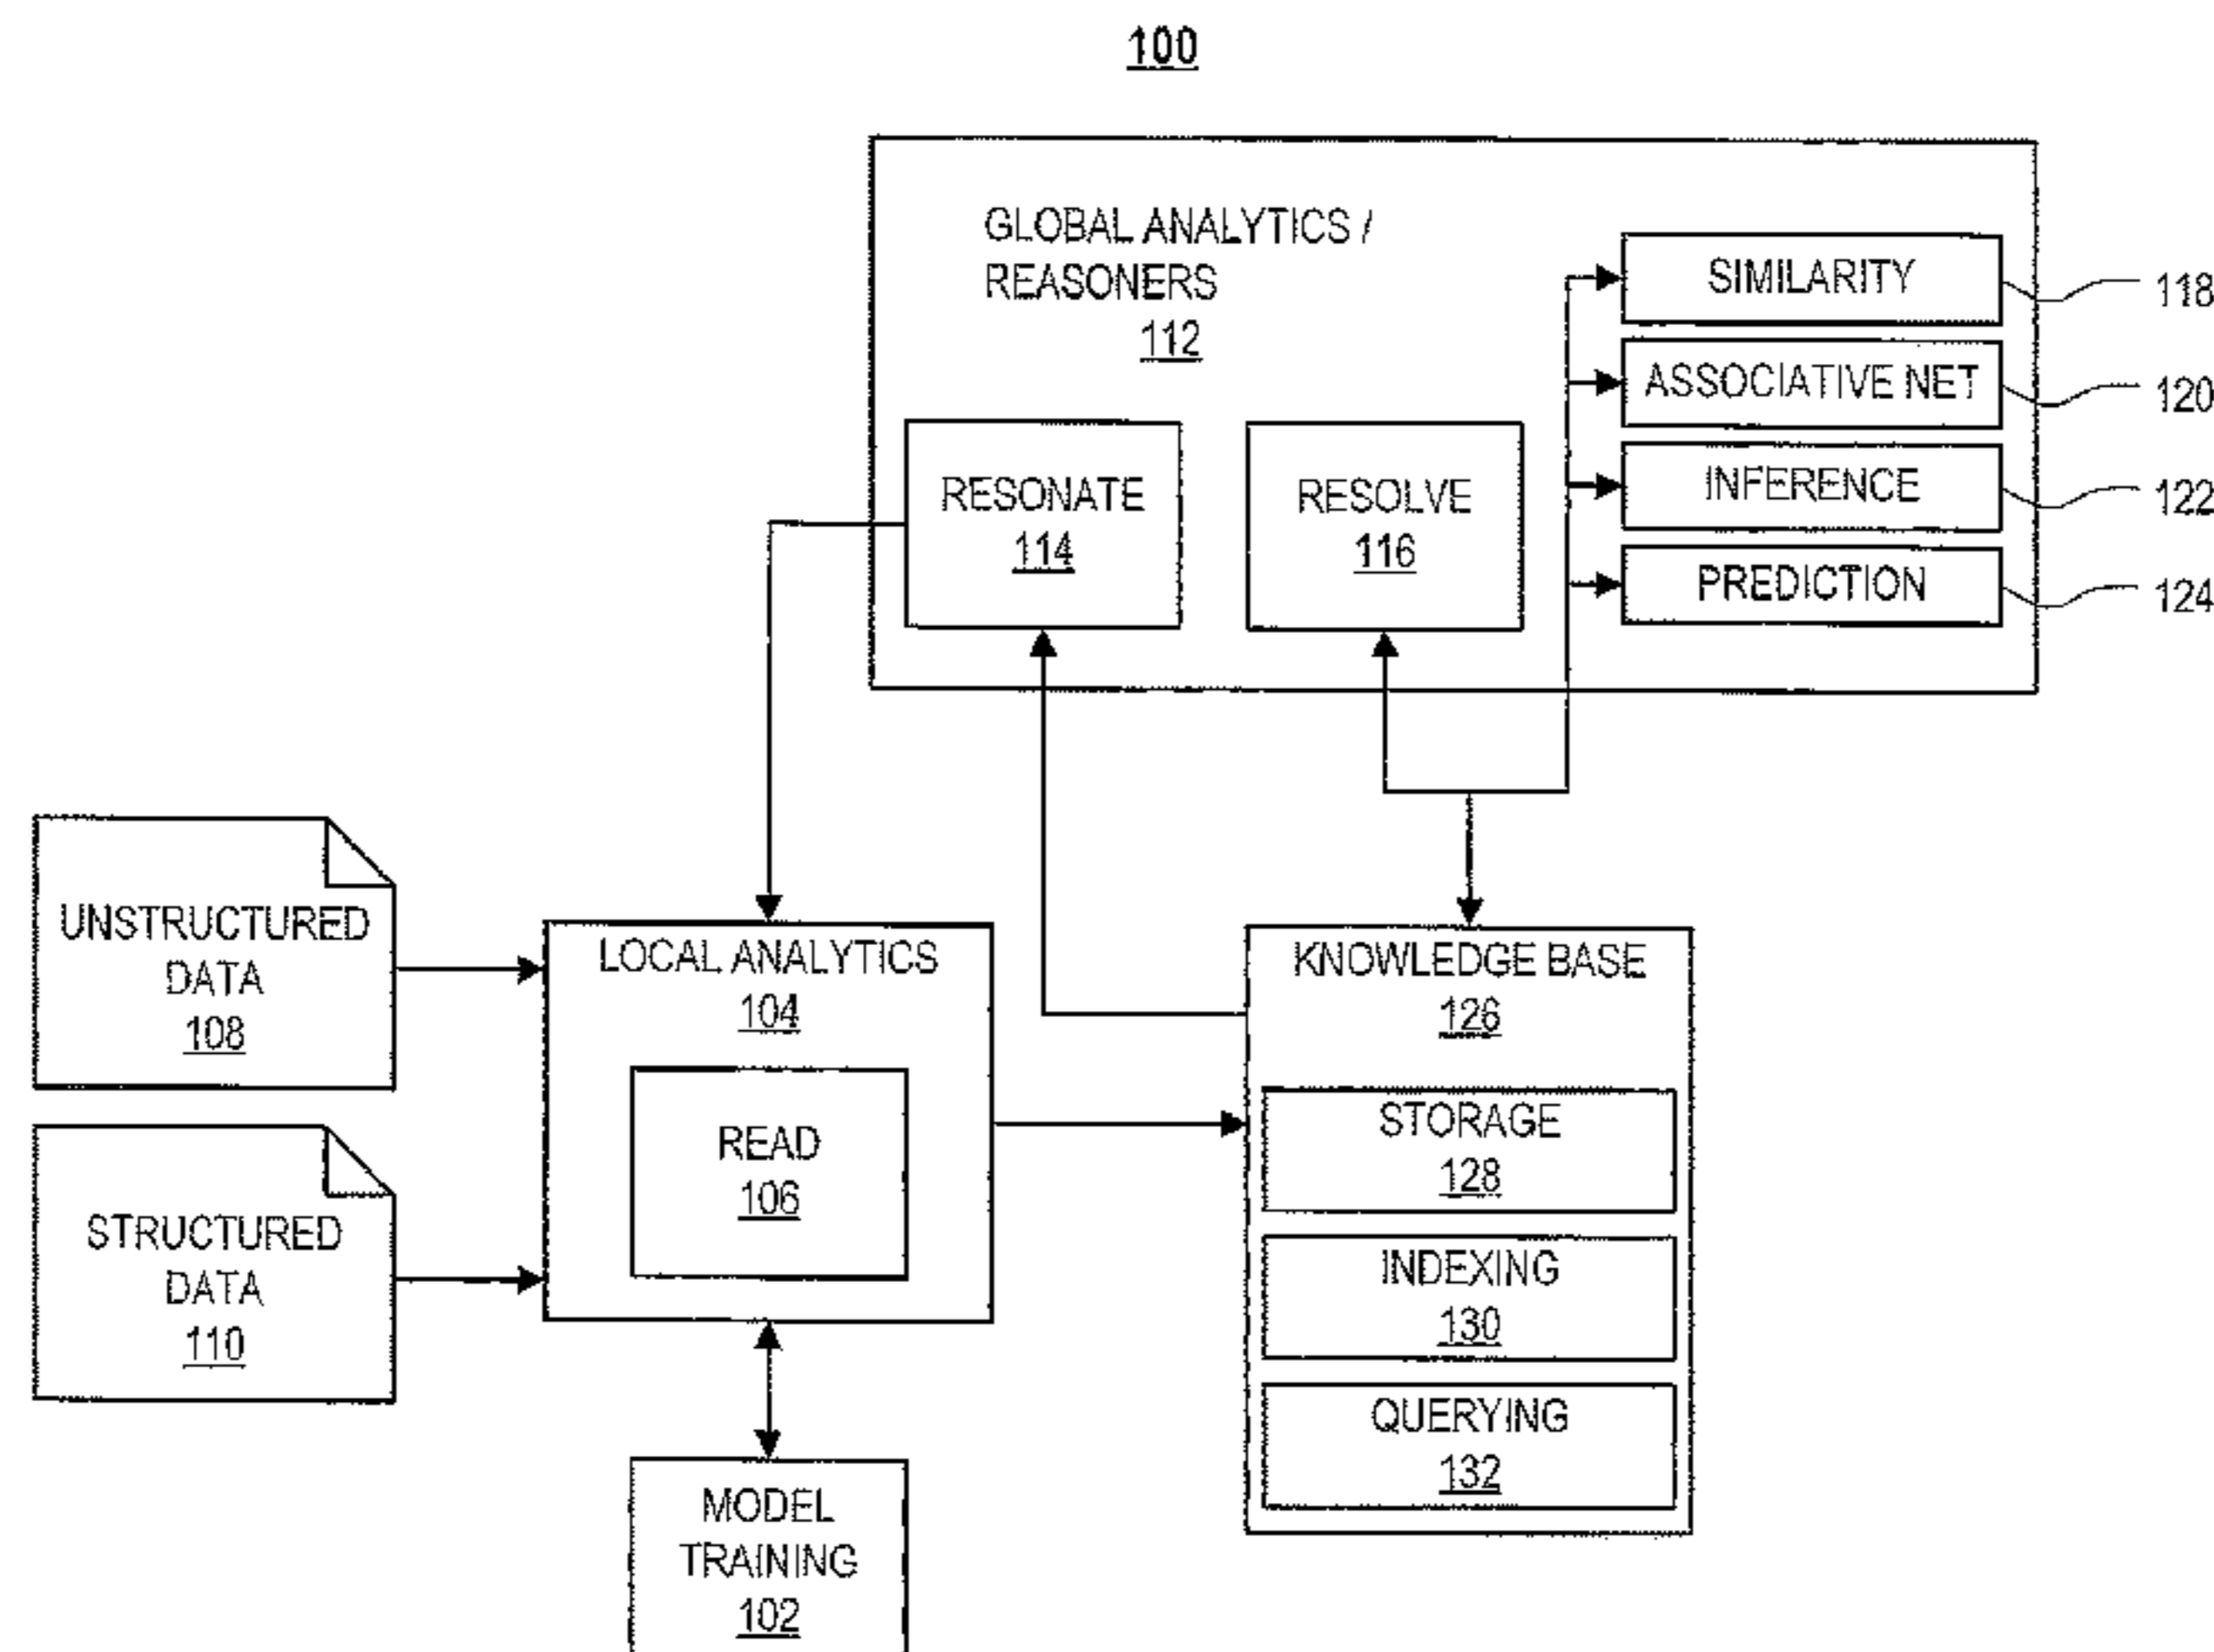 100
GLOBAL ANALYTICS /
REASONERS
112
SIMILARITY
118
ASSOCIATIVE NET
120
INFERENCE
122
PREDICTION
124
RESONATE
114
RESOLVE
116
UNSTRUCTURED
DATA
108
STRUCTURED
DATA
110
LOCAL ANALYTICS
104
READ
106
MODEL
TRAINING
102
KNOWLEDGE BASE
126
STORAGE
128
INDEXING
130
QUERYING
132